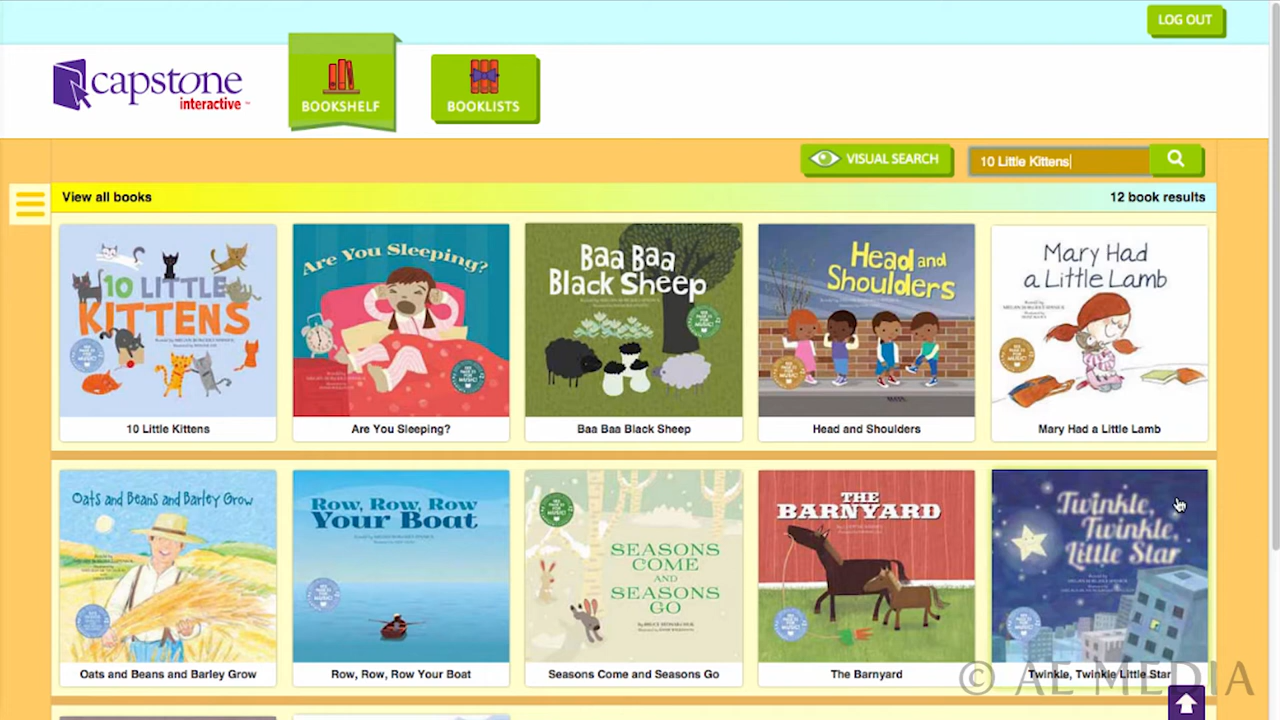 LOG OUT
capstone
interactive
BOOKSHELF
BOOKLISTS
VISUAL SEARCH
10 Little Kittens
View all books
12 book results
10 LITTLE
KITTENS
10 Little Kittens
Are You Sleeping?
Are You Sleeping?
Baa Baa
Black Sheep
Baa Baa Black Sheep
Head and
Shoulders
Head and Shoulders
Mary Had
a Little Lamb
Mary Had a Little Lamb
Oats and Beans and Barley Grow
Oats and Beans and Barley Grow
Row, Row, Row
Your Boat
Row, Row, Row Your Boat
SEASONS
COME
AND
SEASONS
GO
Seasons Come and Seasons Go
THE
BARNYARD
The Barnyard
Twinkle,
Twinkle,
Little Star
Twinkle, Twinkle Little Star
© AE MEDIA